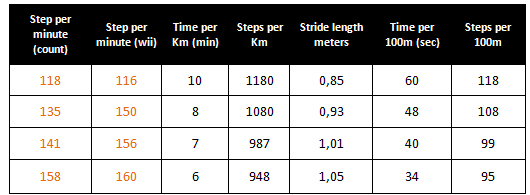 Step per minute (count) Step per minute (wii) Time per Km (min) Steps per Km Stride length meters Time per 100m (sec) Steps per 100m
118 116 10 1180 0,85 60 118
135 150 8 1080 0,93 48 108
141 156 7 987 1,01 40 99
158 160 6 948 1,05 34 95